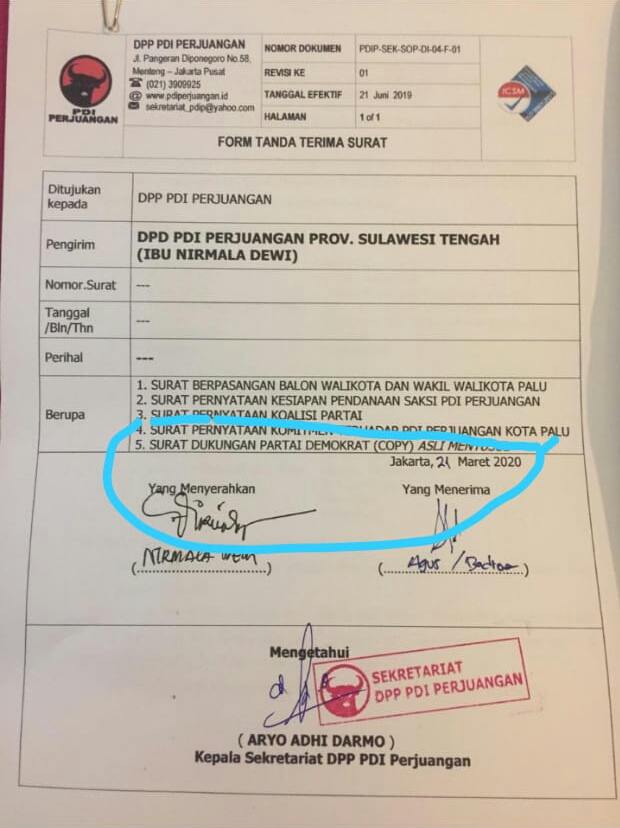 DPP PDI PERJUANGAN
Jl. Pangeran Diponegoro No.58,
Menteng – Jakarta Pusat
(021) 3909925
www.pdiperjuangan.id
sekretariat_pdip@yahoo.com
PDI
PERJUANGAN
NOMOR DOKUMEN PDIP-SEK-SOP-DI-04-F-01
REVISI KE 01
TANGGAL EFEKTIF 21 Juni 2019
HALAMAN 1 of 1
ICSM
FORM TANDA TERIMA SURAT
Ditujukan kepada DPP PDI PERJUANGAN
Pengirim DPD PDI PERJUANGAN PROV. SULAWESI TENGAH
(IBU NIRMALA DEWI)
Nomor.Surat ---
Tanggal /Bln/Thn ---
Perihal ---
Berupa
1. SURAT BERPASANGAN BALON WALIKOTA DAN WAKIL WALIKOTA PALU
2. SURAT PERNYATAAN KESIAPAN PENDANAAN SAKSI PDI PERJUANGAN
3. SURAT PERNYATAAN KOALISI PARTAI
4. SURAT PERNYATAAN KOMITMEN TERHADAP PDI PERJUANGAN KOTA PALU
5. SURAT DUKUNGAN PARTAI DEMOKRAT (COPY) ASLI
Jakarta, 21 Maret 2020
Yang Menyerahkan Yang Menerima
(NIRMALA DEWI) (Agus /)
Mengetahui
SEKRETARIAT
DPP PDI PERJUANGAN
( ARYO ADHI DARMO )
Kepala Sekretariat DPP PDI Perjuangan